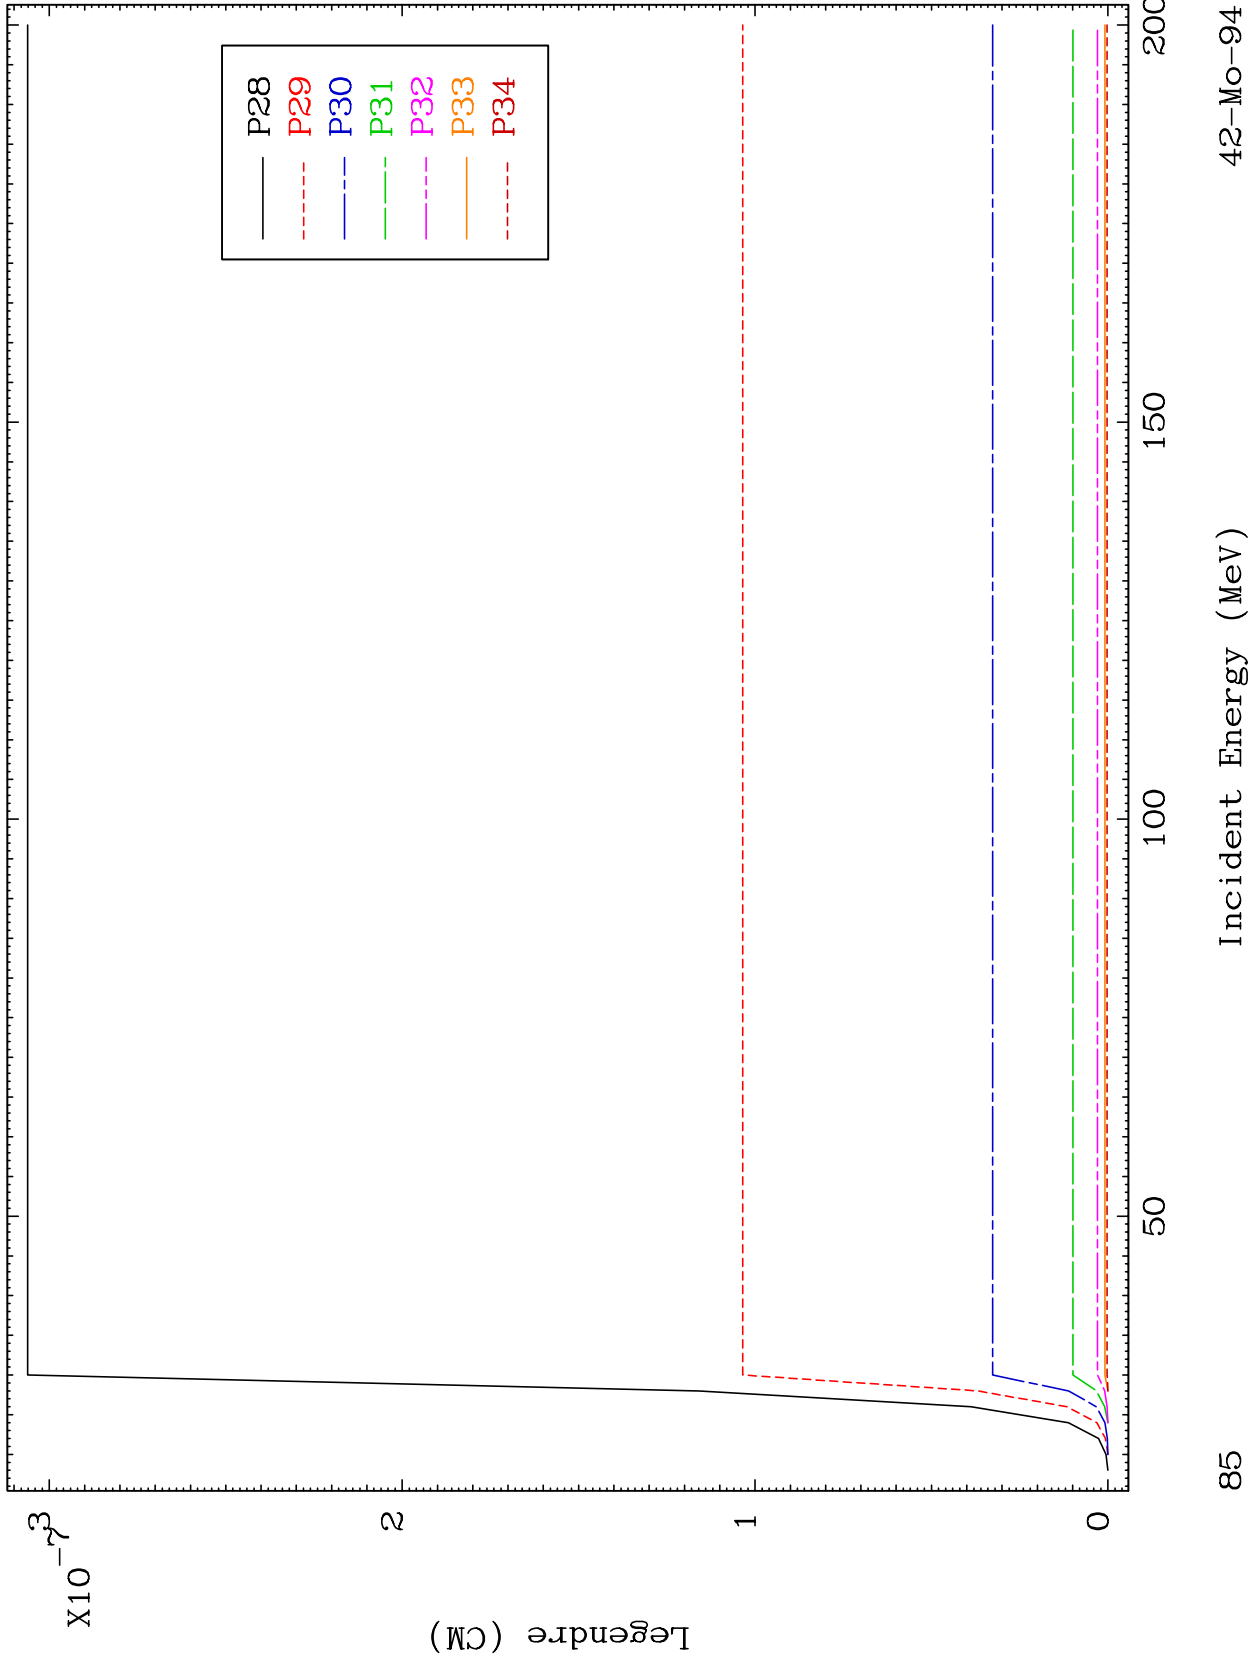 X10
-7
3
2
1
0
Legendre (CM)
P28
P29
P30
P31
P32
P33
P34
50
100
150
200
Incident Energy (MeV)
85
42-Mo-94